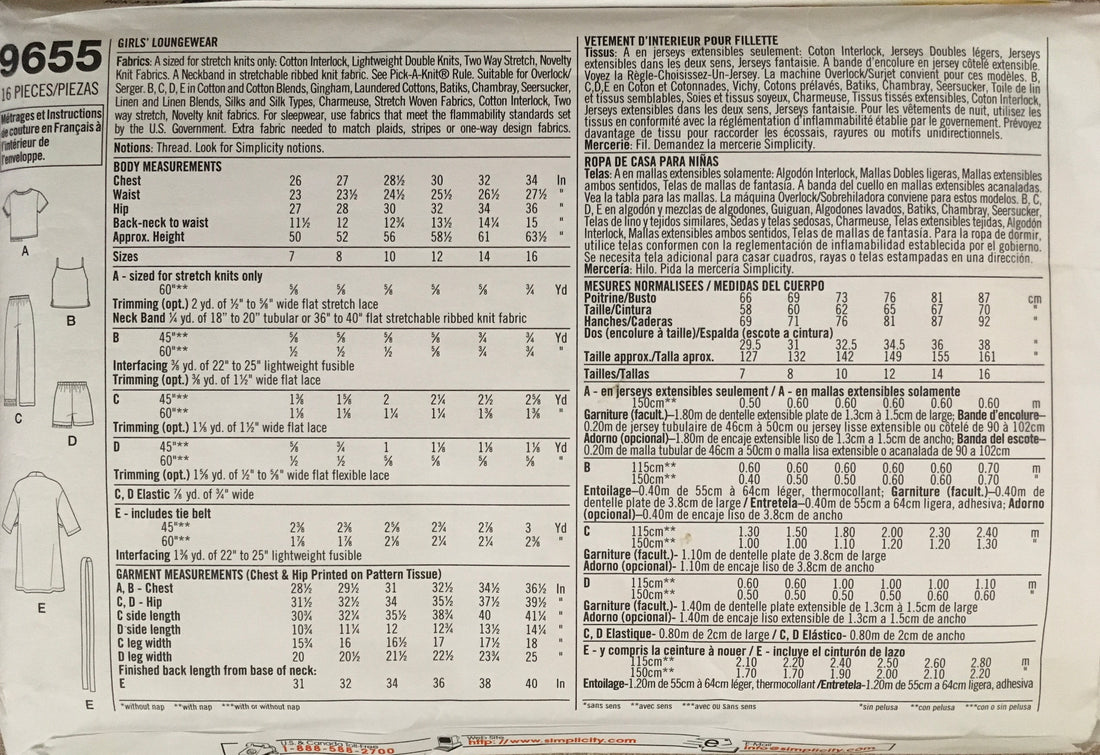 9655
16 PIECES/PIEZAS
Métrages et Instructions
de couture en Français à
l'intérieur de
l'enveloppe.
A
B
C
D
E
E
GIRLS' LOUNGEWEAR
Fabrics: A sized for stretch knits only: Cotton Interlock, Lightweight Double Knits, Two Way Stretch, Novelty
Knit Fabrics. A Neckband in stretchable ribbed knit fabric. See Pick-A-Knit® Rule. Suitable for Overlock/
Serger. B, C, D, E in Cotton and Cotton Blends, Gingham, Laundered Cottons, Batiks, Chambray, Seersucker,
Linen and Linen Blends, Silks and Silk Types, Charmeuse, Stretch Woven Fabrics, Cotton Interlock, Two
way stretch, Novelty knit fabrics. For sleepwear, use fabrics that meet the flammability standards set
by the U.S. Government. Extra fabric needed to match plaids, stripes or one-way design fabrics.
Notions: Thread. Look for Simplicity notions.
BODY MEASUREMENTS
Chest 26 27 28½ 30 32 34 In
Waist 23 23½ 24½ 25½ 26½ 27½ "
Hip 27 28 30 32 34 36 "
Back-neck to waist 11½ 12 12¾ 13½ 14¼ 15 "
Approx. Height 50 52 56 58½ 61 63½ "
Sizes 7 8 10 12 14 16
A - sized for stretch knits only
60"** ⅝ ⅝ ⅝ ⅝ ⅝ ¾ Yd
Trimming (opt.) 2 yd. of ½" to ⅝" wide flat stretch lace
Neck Band ¼ yd. of 18" to 20" tubular or 36" to 40" flat stretchable ribbed knit fabric
B 45"** ⅝ ⅝ ⅝ ⅝ ¾ ¾ Yd
60"** ½ ½ ½ ⅝ ¾ ¾ "
Interfacing ⅜ yd. of 22" to 25" lightweight fusible
Trimming (opt.) ⅜ yd. of 1½" wide flat lace
C 45"** 1⅜ 1⅝ 2 2¼ 2½ 2⅝ Yd
60"** 1⅛ 1⅛ 1¼ 1¼ 1⅜ 1⅜ "
Trimming (opt.) 1⅛ yd. of 1½" wide flat lace
D 45"** ⅝ ¾ 1 1⅛ 1⅛ 1⅛ Yd
60"** ½ ½ ⅝ ⅝ ⅝ ⅝ "
Trimming (opt.) 1⅝ yd. of ½" to ⅝" wide flat flexible lace
C, D Elastic ⅞ yd. of ¾" wide
E - includes tie belt
45"** 2⅜ 2⅜ 2⅝ 2¾ 2⅞ 3 Yd
60"** 1⅞ 1⅞ 2⅛ 2¼ 2¼ 2⅜ "
Interfacing 1⅜ yd. of 22" to 25" lightweight fusible
GARMENT MEASUREMENTS (Chest & Hip Printed on Pattern Tissue)
A, B - Chest 28½ 29½ 31 32½ 34½ 36½ In
C, D - Hip 31½ 32½ 34 35½ 37½ 39½ "
C side length 30¾ 32¼ 35½ 38¼ 40 41¼ "
D side length 10¾ 11¼ 12 12¾ 13½ 14¼ "
C leg width 15¾ 16 16½ 17 17½ 18 "
D leg width 20 20½ 21½ 22½ 23¾ 25 "
Finished back length from base of neck:
E 31 32 34 36 38 40 In
*without nap **with nap ***with or without nap
VETEMENT D'INTERIEUR POUR FILLETTE
Tissus: A en jerseys extensibles seulement: Coton Interlock, Jerseys Doubles légers, Jerseys
extensibles dans les deux sens, Jerseys fantaisie. A bande d'encolure en jersey côtelé extensible.
Voyez la Règle-Choisissez-Un-Jersey. La machine Overlock/Surjet convient pour ces modèles. B,
C,D,E en Coton et Cotonnades, Vichy, Cotons prélavés, Batiks, Chambray, Seersucker, Toile de lin
et tissus semblables, Soies et tissus soyeux, Charmeuse, Tissus tissés extensibles, Coton Interlock,
Jerseys extensibles dans les deux sens, Jerseys fantaisie. Pour les vêtements de nuit, utilisez les
tissus en conformité avec la réglémentation d'inflammabilité établie par le governement. Prévoyez
davantage de tissu pour raccorder les écossais, rayures ou motifs unidirectionnels.
Mercerie: Fil. Demandez la mercerie Simplicity.
ROPA DE CASA PARA NIÑAS
Telas: A en mallas extensibles solamente: Algodón Interlock, Mallas Dobles ligeras, Mallas extensibles
ambos sentidos, Telas de mallas de fantasía. A banda del cuello en mallas extensibles acanaladas.
Vea la tabla para las mallas. La máquina Overlock/Sobrehiladora conviene para estos modelos. B, C,
D, E en algodón y mezclas de algodones, Guiguan, Algodones lavados, Batiks, Chambray, Seersucker,
Telas de lino y tejidos similares, Sedas y telas sedosas, Charmeuse, Telas extensibles tejidas, Algodón
Interlock, Mallas extensibles ambos sentidos, Telas de mallas de fantasía. Para la ropa de dormir,
utilice telas conformen con la reglementación de inflamabilidad establecida por el gobierno.
Se necesita tela adicional para casar cuadros, rayas o telas estampadas en una dirección.
Mercería: Hilo. Pida la mercería Simplicity.
MESURES NORMALISEES / MEDIDAS DEL CUERPO
Poitrine/Busto 66 69 73 76 81 87 cm
Taille/Cintura 58 60 62 65 67 70 "
Hanches/Caderas 69 71 76 81 87 92 "
Dos (encolure à taille)/Espalda (escote a cintura)
29.5 31 32.5 34.5 36 38 "
Taille approx./Talla aprox. 127 132 142 149 155 161 "
Tailles/Tallas 7 8 10 12 14 16
A - en jerseys extensibles seulement / A - en mallas extensibles solamente
150cm** 0.50 0.60 0.60 0.60 0.60 0.60 m
Garniture (facult.)–1.80m de dentelle extensible plate de 1.3cm à 1.5cm de large; Bande d'encolure–
0.20m de jersey tubulaire de 46cm à 50cm ou jersey lisse extensible ou côtelé de 90 à 102cm
Adorno (opcional)–1.80m de encaje extensible liso de 1.3cm a 1.5cm de ancho; Banda del escote–
0.20m de malla tubular de 46cm a 50cm o malla lisa extensible o acanalada de 90 a 102cm
B 115cm** 0.60 0.60 0.60 0.60 0.60 0.70 m
150cm** 0.40 0.50 0.50 0.60 0.60 0.70 "
Entoilage–0.40m de 55cm à 64cm léger, thermocollant; Garniture (facult.)–0.40m de
dentelle plate de 3.8cm de large / Entretela–0.40m de 55cm a 64cm ligera, adhesiva; Adorno
(opcional)–0.40m de encaje liso de 3.8cm de ancho
C 115cm** 1.30 1.50 1.80 2.00 2.30 2.40 m
150cm** 1.00 1.00 1.10 1.20 1.20 1.30 "
Garniture (facult.)- 1.10m de dentelle plate de 3.8cm de large
Adorno (opcional)- 1.10m de encaje liso de 3.8cm de ancho
D 115cm** 0.60 0.60 1.00 1.00 1.00 1.10 m
150cm** 0.50 0.50 0.50 0.50 0.60 0.60 "
Garniture (facult.)- 1.40m de dentelle plate extensible de 1.3cm à 1.5cm de large
Adorno (opcional)- 1.40m de encaje liso extensible de 1.3cm a 1.5cm de ancho
C, D Elastique- 0.80m de 2cm de large / C, D Elástico- 0.80m de 2cm de ancho
E - y compris la ceinture à nouer / E - incluye el cinturón de lazo
115cm** 2.10 2.20 2.40 2.50 2.60 2.80 m
150cm** 1.70 1.70 1.90 2.00 2.10 2.20 "
Entoilage-1.20m de 55cm à 64cm léger, thermocollant /Entretela-1.20m de 55cm a 64cm ligera, adhesiva
*sans sens **avec sens ***avec ou sans sens *sin pelusa **con pelusa ***con o sin pelusa
U.S. & Canada Toll-Free
1-888-588-2700
Web Site
http://www.simplicity.com
E-Mail
info@simplicity.com